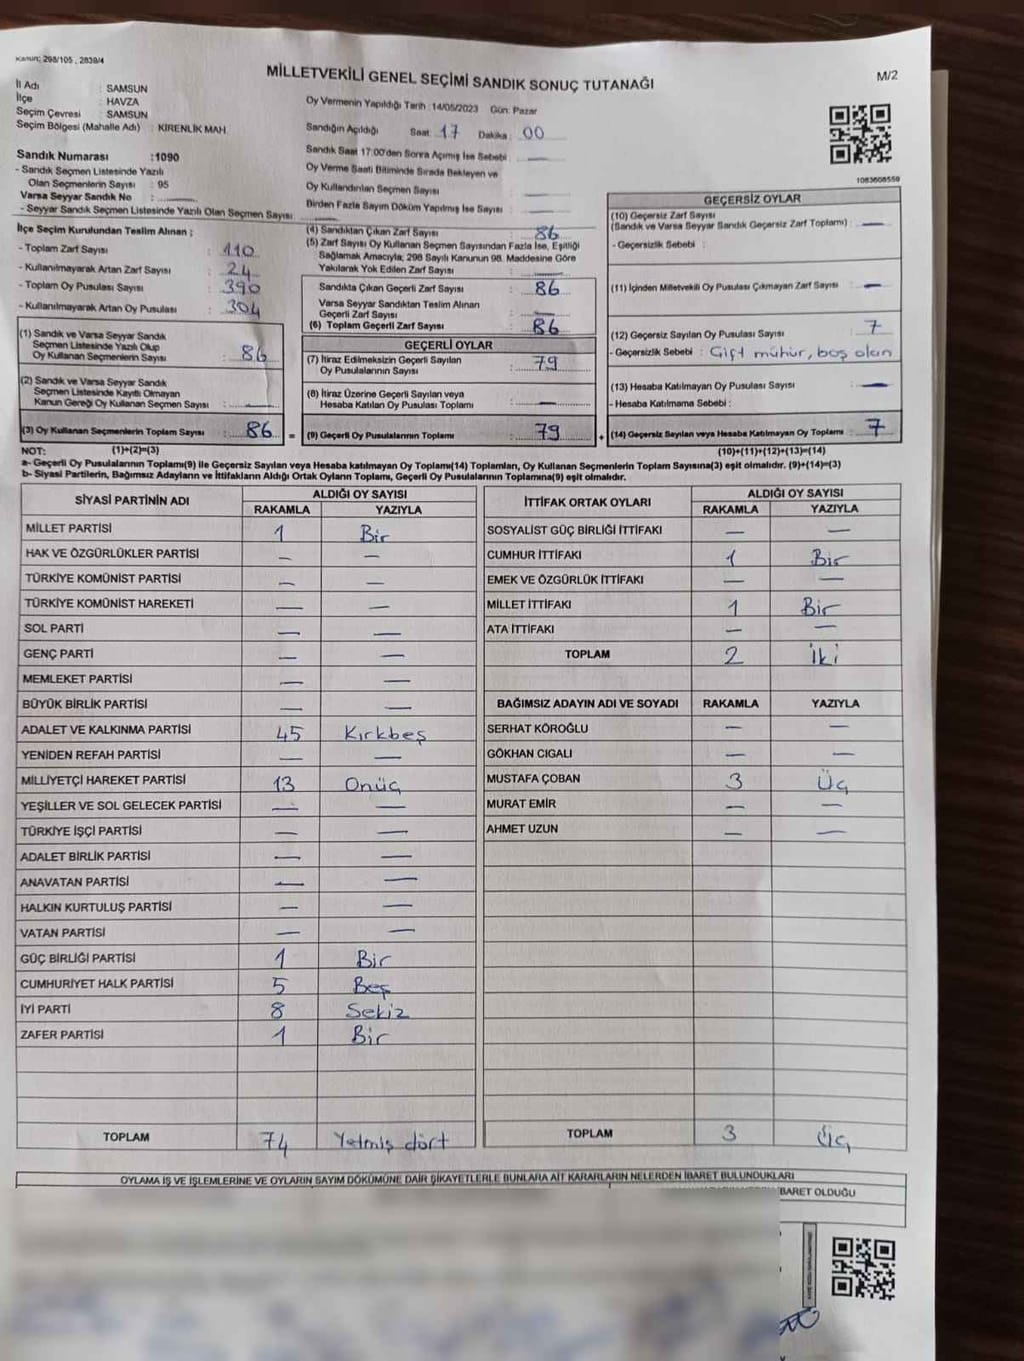 Kanun: 298/105 , 2839/4
MİLLETVEKİLİ GENEL SEÇİMİ SANDIK SONUÇ TUTANAĞI
M/2
İl Adı : SAMSUN
İlçe : HAVZA
Seçim Çevresi : SAMSUN
Seçim Bölgesi (Mahalle Adı) : KİRENLİK MAH.
Sandık Numarası :1090
- Sandık Seçmen Listesinde Yazılı
Olan Seçmenlerin Sayısı : 95
Varsa Seyyar Sandık No :
- Seyyar Sandık Seçmen Listesinde Yazılı Olan Seçmen Sayısı :
Oy Vermenin Yapıldığı Tarih :14/05/2023 Gün: Pazar
Sandığın Açıldığı Saat: 17 Dakika: 00
Sandık Saat 17:00'den Sonra Açımış İse Sebebi : —
Oy Verme Saati Bitiminde Sırada Bekleyen ve
Oy Kullandırılan Seçmen Sayısı : —
Birden Fazla Sayım Döküm Yapılmış İse Sayısı : —
1083608559
İlçe Seçim Kurulundan Teslim Alınan ;
- Toplam Zarf Sayısı : 110
- Kullanılmayarak Artan Zarf Sayısı : 24
- Toplam Oy Pusulası Sayısı : 390
- Kullanılmayarak Artan Oy Pusulası : 304
(1) Sandık ve Varsa Seyyar Sandık
Seçmen Listesinde Yazılı Olup
Oy Kullanan Seçmenlerin Sayısı : 86
(2) Sandık ve Varsa Seyyar Sandık
Seçmen Listesinde Kayıtlı Olmayan
Kanun Gereği Oy Kullanan Seçmen Sayısı : —
(3) Oy Kullanan Seçmenlerin Toplam Sayısı : 86 =
(4) Sandıktan Çıkan Zarf Sayısı : 86
(5) Zarf Sayısı Oy Kullanan Seçmen Sayısından Fazla İse, Eşitliği
Sağlamak Amacıyla; 298 Sayılı Kanunun 98. Maddesine Göre
Yakılarak Yok Edilen Zarf Sayısı : —
Sandıkta Çıkan Geçerli Zarf Sayısı : 86
Varsa Seyyar Sandıktan Teslim Alınan
Geçerli Zarf Sayısı : —
(6) Toplam Geçerli Zarf Sayısı : 86
GEÇERLİ OYLAR
(7) İtiraz Edilmeksizin Geçerli Sayılan
Oy Pusulalarının Sayısı : 79
(8) İtiraz Üzerine Geçerli Sayılan veya
Hesaba Katılan Oy Pusulası Toplamı : —
(9) Geçerli Oy Pusulalarının Toplamı : 79 +
GEÇERSİZ OYLAR
(10) Geçersiz Zarf Sayısı
(Sandık ve Varsa Seyyar Sandık Geçersiz Zarf Toplamı) : —
- Geçersizlik Sebebi :
(11) İçinden Milletvekili Oy Pusulası Çıkmayan Zarf Sayısı : —
(12) Geçersiz Sayılan Oy Pusulası Sayısı : 7
- Geçersizlik Sebebi : Çift mühür, boş olan
(13) Hesaba Katılmayan Oy Pusulası Sayısı : —
- Hesaba Katılmama Sebebi :
(14) Geçersiz Sayılan veya Hesaba Katılmayan Oy Toplamı : 7
NOT: (1)+(2)=(3) (10)+(11)+(12)+(13)=(14)
a- Geçerli Oy Pusulalarının Toplamı(9) ile Geçersiz Sayılan veya Hesaba katılmayan Oy Toplamı(14) Toplamları, Oy Kullanan Seçmenlerin Toplam Sayısına(3) eşit olmalıdır. (9)+(14)=(3)
b- Siyasi Partilerin, Bağımsız Adayların ve İttifakların Aldığı Ortak Oyların Toplamı, Geçerli Oy Pusulalarının Toplamına(9) eşit olmalıdır.
SİYASİ PARTİNİN ADI ALDIĞI OY SAYISI
RAKAMLA YAZIYLA
MİLLET PARTİSİ 1 Bir
HAK VE ÖZGÜRLÜKLER PARTİSİ — —
TÜRKİYE KOMÜNİST PARTİSİ — —
TÜRKİYE KOMÜNİST HAREKETİ — —
SOL PARTİ — —
GENÇ PARTİ — —
MEMLEKET PARTİSİ — —
BÜYÜK BİRLİK PARTİSİ — —
ADALET VE KALKINMA PARTİSİ 45 Kırkbeş
YENİDEN REFAH PARTİSİ — —
MİLLİYETÇİ HAREKET PARTİSİ 13 Onüç
YEŞİLLER VE SOL GELECEK PARTİSİ — —
TÜRKİYE İŞÇİ PARTİSİ — —
ADALET BİRLİK PARTİSİ — —
ANAVATAN PARTİSİ — —
HALKIN KURTULUŞ PARTİSİ — —
VATAN PARTİSİ — —
GÜÇ BİRLİĞİ PARTİSİ 1 Bir
CUMHURİYET HALK PARTİSİ 5 Beş
İYİ PARTİ 8 Sekiz
ZAFER PARTİSİ 1 Bir
TOPLAM 74 Yetmiş dört
İTTİFAK ORTAK OYLARI ALDIĞI OY SAYISI
RAKAMLA YAZIYLA
SOSYALİST GÜÇ BİRLİĞİ İTTİFAKI — —
CUMHUR İTTİFAKI 1 Bir
EMEK VE ÖZGÜRLÜK İTTİFAKI — —
MİLLET İTTİFAKI 1 Bir
ATA İTTİFAKI — —
TOPLAM 2 İki
BAĞIMSIZ ADAYIN ADI VE SOYADI RAKAMLA YAZIYLA
SERHAT KÖROĞLU — —
GÖKHAN CIGALI — —
MUSTAFA ÇOBAN 3 Üç
MURAT EMİR — —
AHMET UZUN — —
TOPLAM 3 Üç
OYLAMA İŞ VE İŞLEMLERİNE VE OYLARIN SAYIM DÖKÜMÜNE DAİR ŞİKAYETLERLE BUNLARA AİT KARARLARIN NELERDEN İBARET BULUNDUKLARI
BARET OLDUĞU